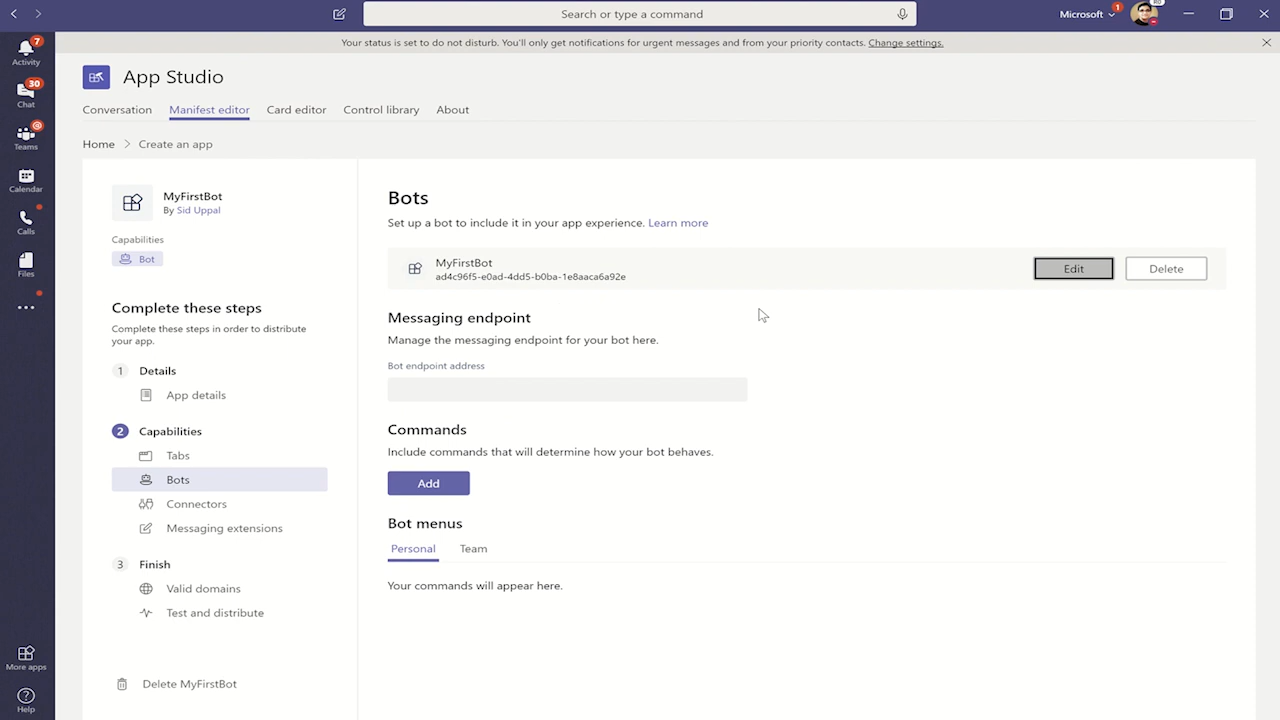 Search or type a command
Microsoft
1
Your status is set to do not disturb. You'll only get notifications for urgent messages and from your priority contacts. Change settings.
7
Activity
30
Chat
Teams
Calendar
Calls
Files
More apps
Help
App Studio
Conversation
Manifest editor
Card editor
Control library
About
Home > Create an app
MyFirstBot
By Sid Uppal
Capabilities
Bot
Complete these steps
Complete these steps in order to distribute
your app.
1 Details
App details
2 Capabilities
Tabs
Bots
Connectors
Messaging extensions
3 Finish
Valid domains
Test and distribute
Delete MyFirstBot
Bots
Set up a bot to include it in your app experience. Learn more
MyFirstBot
ad4c96f5-e0ad-4dd5-b0ba-1e8aaca6a92e
Edit
Delete
Messaging endpoint
Manage the messaging endpoint for your bot here.
Bot endpoint address
Commands
Include commands that will determine how your bot behaves.
Add
Bot menus
Personal
Team
Your commands will appear here.